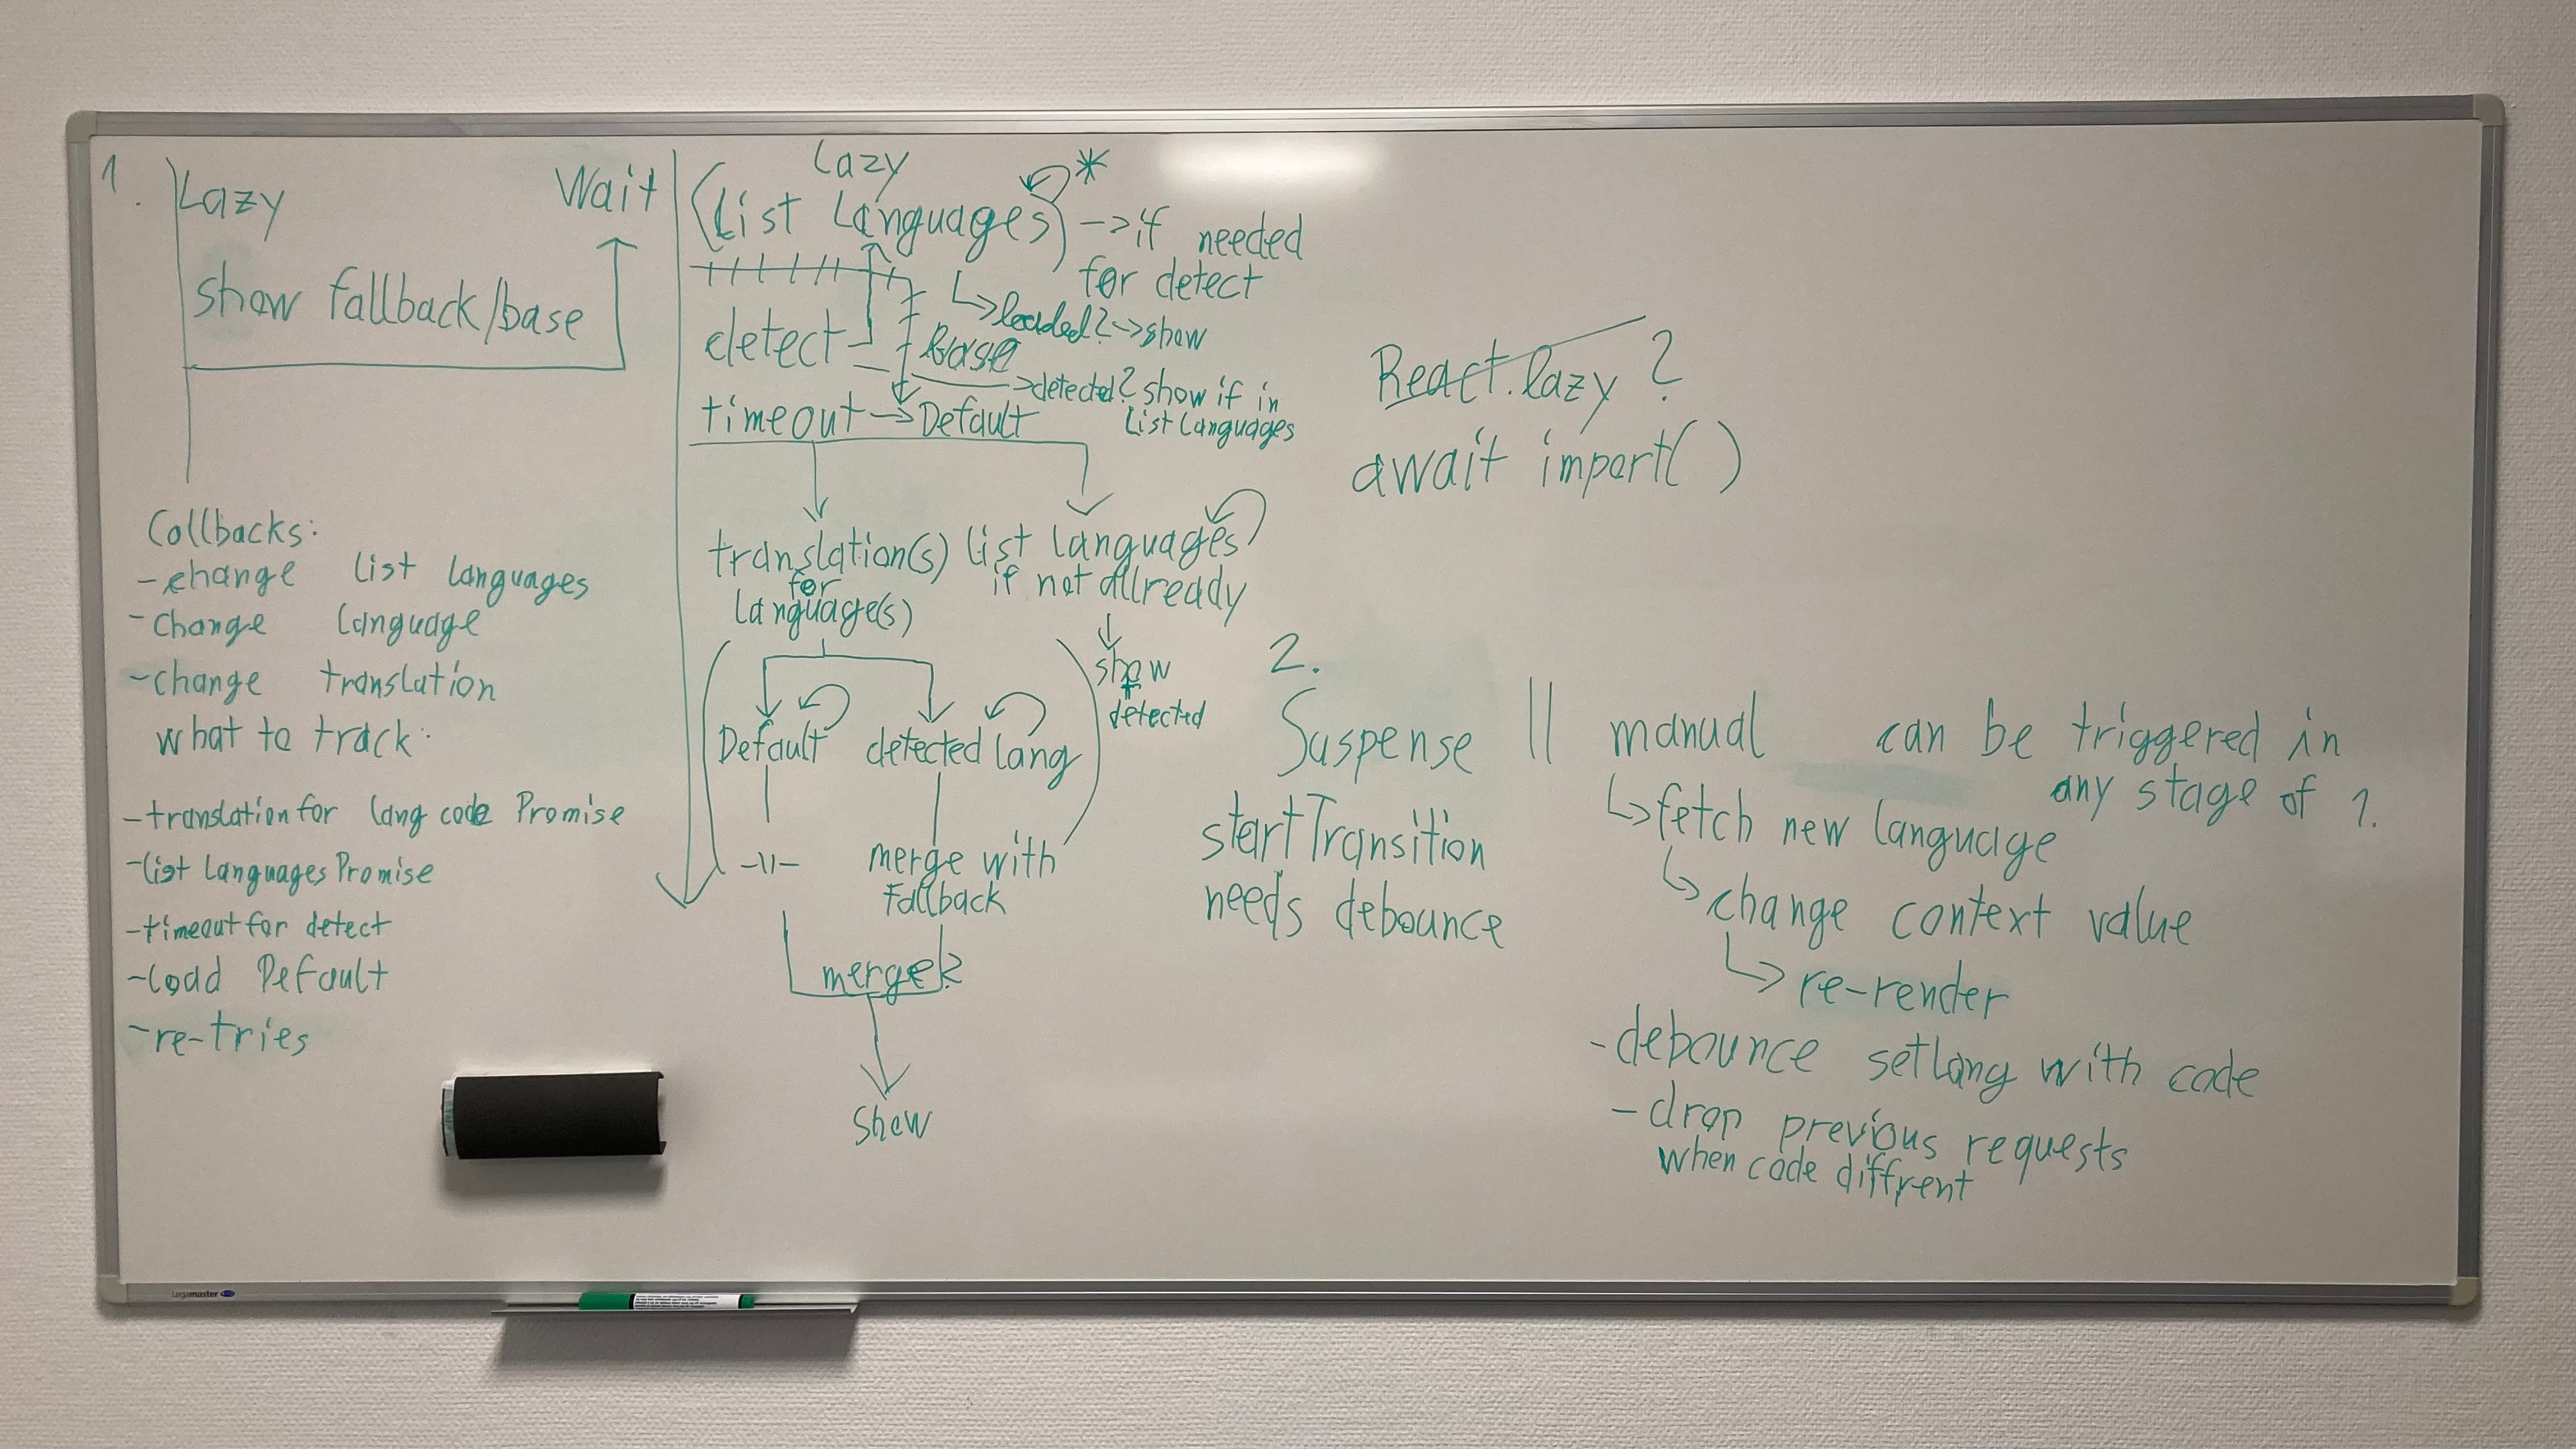 1.
Lazy
Wait
show fallback/base
Callbacks:
- change list languages
- change language
- change translation
what to track:
- translation for lang code Promise
- list languages Promise
- timeout for detect
- load Default
- re-tries
Lazy
(List Languages) *
-> if needed
for detect
loaded? -> show
detect
base
-> detected? show if in
List Languages
timeout -> Default
translation(s)
for
language(s)
list languages
if not allready
show
detected
Default
detected lang
-||-
merge with
Fallback
merge?
Show
React.lazy ?
await import()
2.
Suspense || manual
startTransition
needs debounce
can be triggered in
any stage of 1.
fetch new language
change context value
re-render
- debounce setLang with code
- drop previous requests
when code diffrent
Legamaster